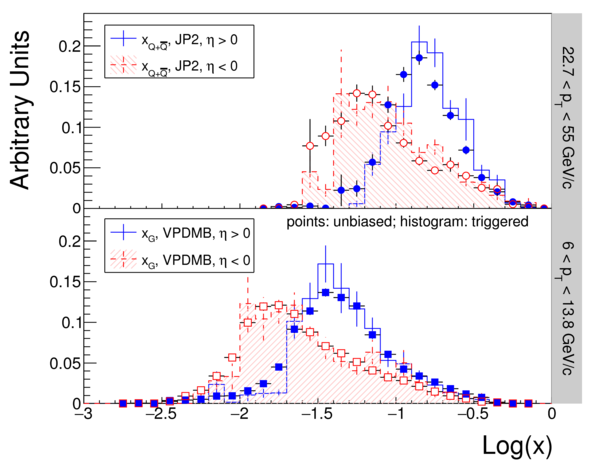 Arbitrary Units
0.2
0.15
0.1
0.05
0
x_{Q+\overline{Q}}, JP2, η > 0
x_{Q+\overline{Q}}, JP2, η < 0
22.7 < p_T < 55 GeV/c
points: unbiased; histogram: triggered
0.2
0.15
0.1
0.05
0
x_G, VPDMB, η > 0
x_G, VPDMB, η < 0
6 < p_T < 13.8 GeV/c
−3 −2.5 −2 −1.5 −1 −0.5 0
Log(x)